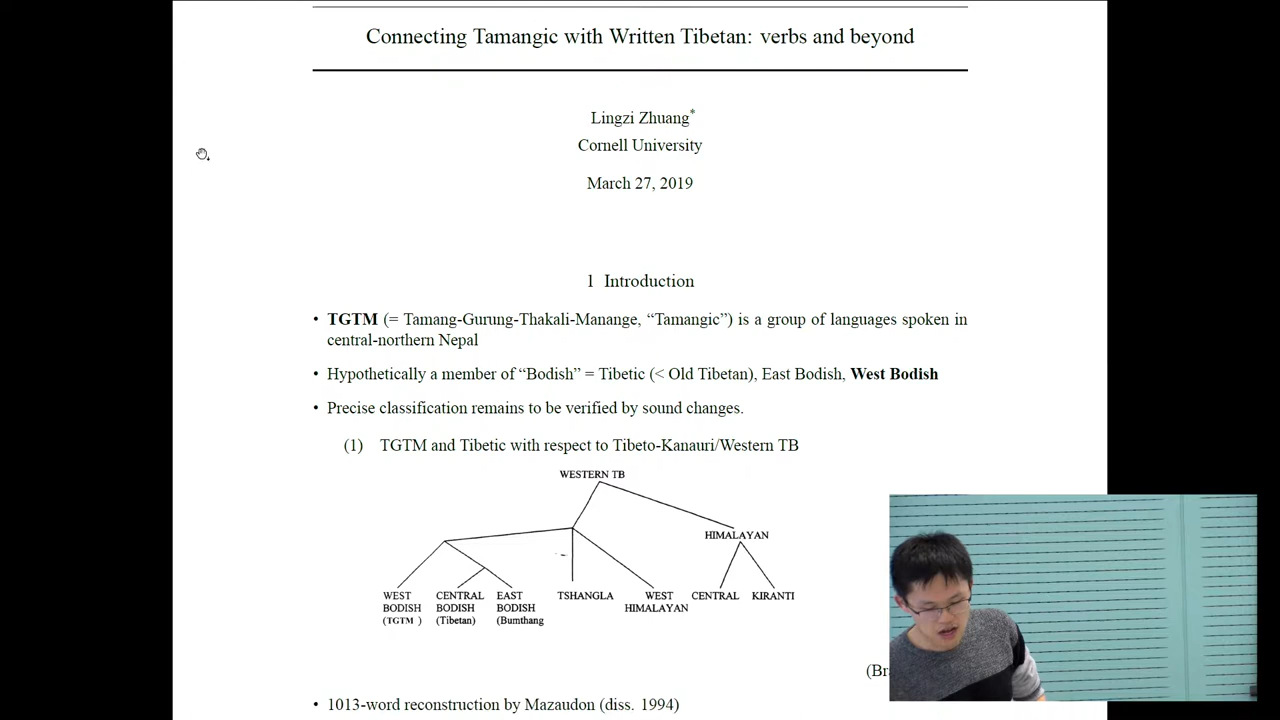 Connecting Tamangic with Written Tibetan: verbs and beyond
Lingzi Zhuang*
Cornell University
March 27, 2019
1 Introduction
• TGTM (= Tamang-Gurung-Thakali-Manange, “Tamangic”) is a group of languages spoken in
central-northern Nepal
• Hypothetically a member of “Bodish” = Tibetic (< Old Tibetan), East Bodish, West Bodish
• Precise classification remains to be verified by sound changes.
(1) TGTM and Tibetic with respect to Tibeto-Kanauri/Western TB
WESTERN TB
HIMALAYAN
WEST CENTRAL EAST TSHANGLA WEST CENTRAL KIRANTI
BODISH BODISH BODISH HIMALAYAN
(TGTM ) (Tibetan) (Bumthang
• 1013-word reconstruction by Mazaudon (diss. 1994)